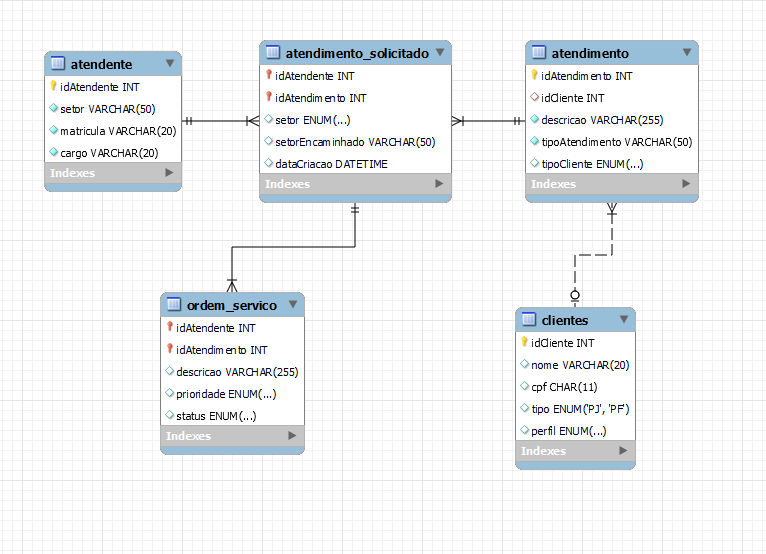 atendente
idAtendente INT
setor VARCHAR(50)
matricula VARCHAR(20)
cargo VARCHAR(20)
Indexes
atendimento_solicitado
idAtendente INT
idAtendimento INT
setor ENUM(...)
setorEncaminhado VARCHAR(50)
dataCriacao DATETIME
Indexes
atendimento
idAtendimento INT
idCliente INT
descricao VARCHAR(255)
tipoAtendimento VARCHAR(50)
tipoCliente ENUM(...)
Indexes
ordem_servico
idAtendente INT
idAtendimento INT
descricao VARCHAR(255)
prioridade ENUM(...)
status ENUM(...)
Indexes
clientes
idCliente INT
nome VARCHAR(20)
cpf CHAR(11)
tipo ENUM('PJ', 'PF')
perfil ENUM(...)
Indexes